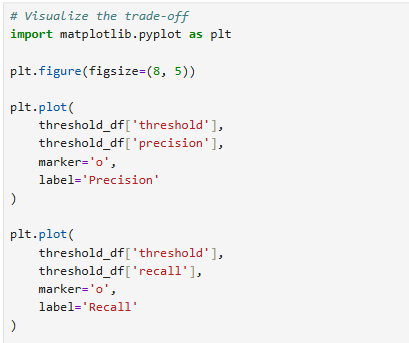 # Visualize the trade-off
import matplotlib.pyplot as plt

plt.figure(figsize=(8, 5))

plt.plot(
    threshold_df['threshold'],
    threshold_df['precision'],
    marker='o',
    label='Precision'
)

plt.plot(
    threshold_df['threshold'],
    threshold_df['recall'],
    marker='o',
    label='Recall'
)